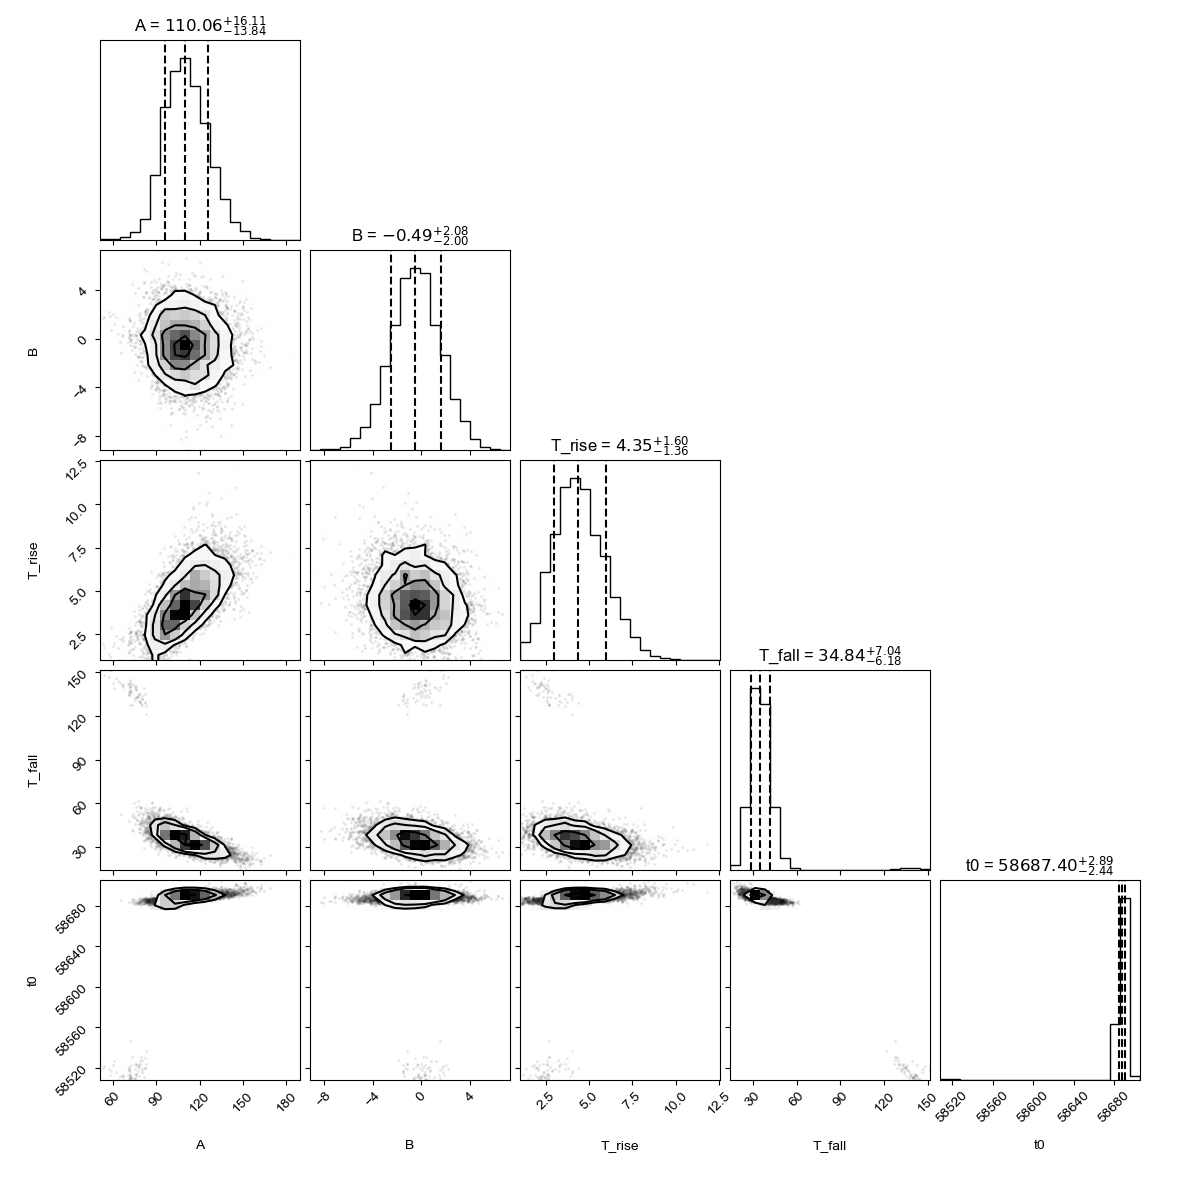 A = 110.06+16.11−13.84
B = −0.49+2.08−2.00
4
0
−4
−8
B
T_rise = 4.35+1.60−1.36
12.5
10.0
7.5
5.0
2.5
T_rise
T_fall = 34.84+7.04−6.18
150
120
90
60
30
T_fall
t0 = 58687.40+2.89−2.44
58680
58640
58600
58560
58520
t0
60 90 120 150 180 −8 −4 0 4 2.5 5.0 7.5 10.0 12.5 30 60 90 120 150 58520 58560 58600 58640 58680
A B T_rise T_fall t0